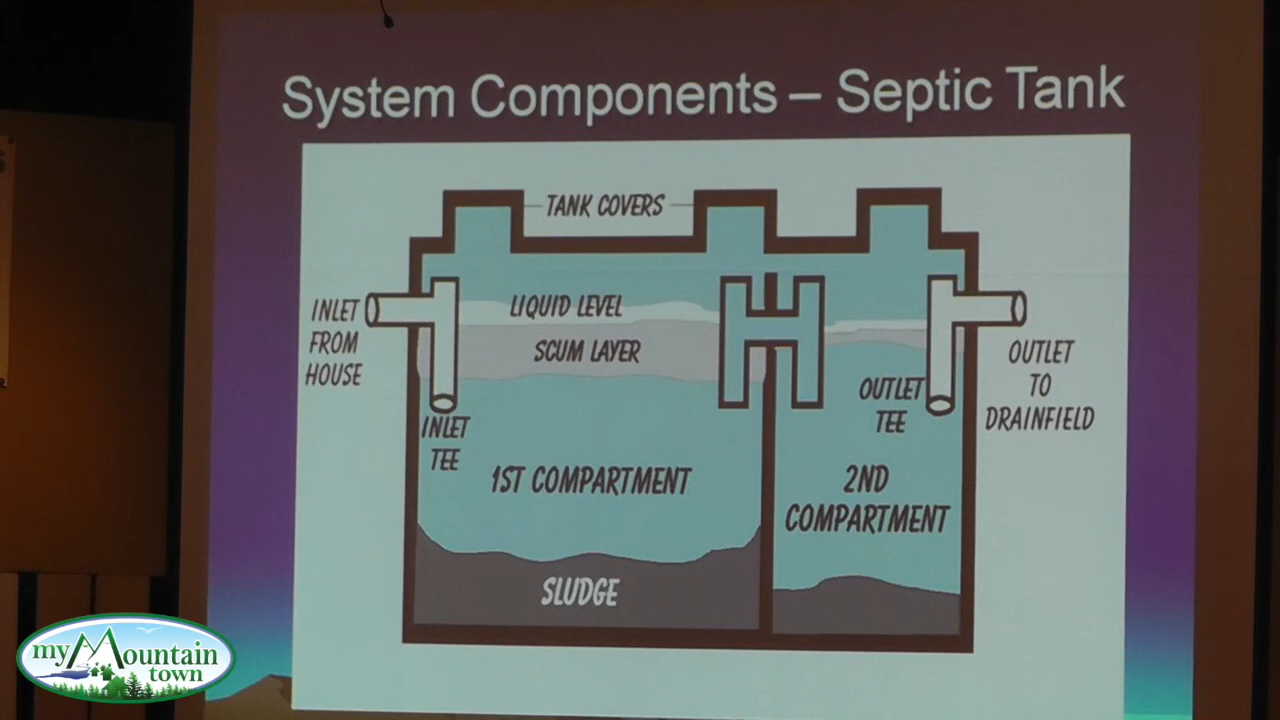 System Components – Septic Tank
TANK COVERS
INLET
FROM
HOUSE
LIQUID LEVEL
SCUM LAYER
INLET
TEE
1ST COMPARTMENT
SLUDGE
OUTLET
TEE
2ND
COMPARTMENT
OUTLET
TO
DRAINFIELD
my Mountain
town